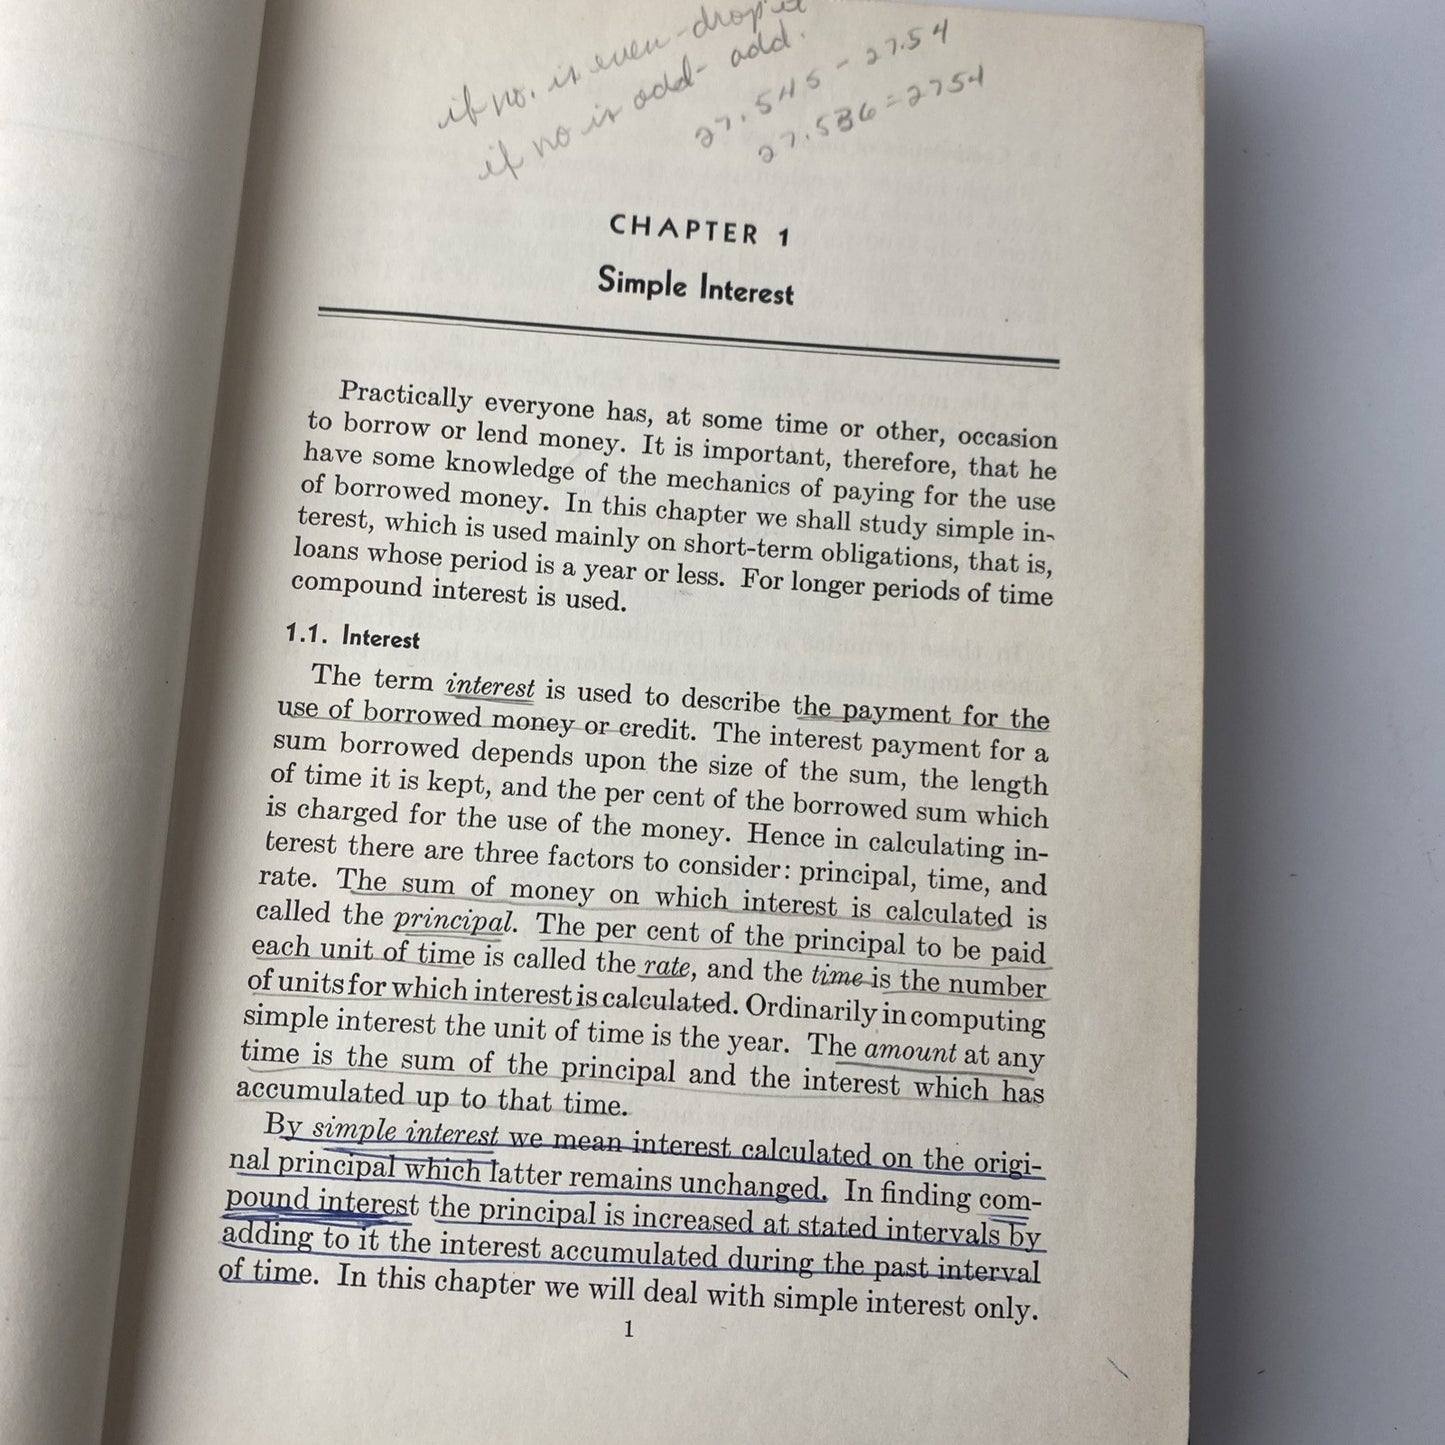 if no. is even - drop it
if no is odd - add.
27.545 - 27.54
27.536 = 2754
CHAPTER 1
Simple Interest
Practically everyone has, at some time or other, occasion
to borrow or lend money. It is important, therefore, that he
have some knowledge of the mechanics of paying for the use
of borrowed money. In this chapter we shall study simple in-
terest, which is used mainly on short-term obligations, that is,
loans whose period is a year or less. For longer periods of time
compound interest is used.
1.1. Interest
The term interest is used to describe the payment for the
use of borrowed money or credit. The interest payment for a
sum borrowed depends upon the size of the sum, the length
of time it is kept, and the per cent of the borrowed sum which
is charged for the use of the money. Hence in calculating in-
terest there are three factors to consider: principal, time, and
rate. The sum of money on which interest is calculated is
called the principal. The per cent of the principal to be paid
each unit of time is called the rate, and the time is the number
of units for which interest is calculated. Ordinarily in computing
simple interest the unit of time is the year. The amount at any
time is the sum of the principal and the interest which has
accumulated up to that time.
By simple interest we mean interest calculated on the origi-
nal principal which latter remains unchanged. In finding com-
pound interest the principal is increased at stated intervals by
adding to it the interest accumulated during the past interval
of time. In this chapter we will deal with simple interest only.
1